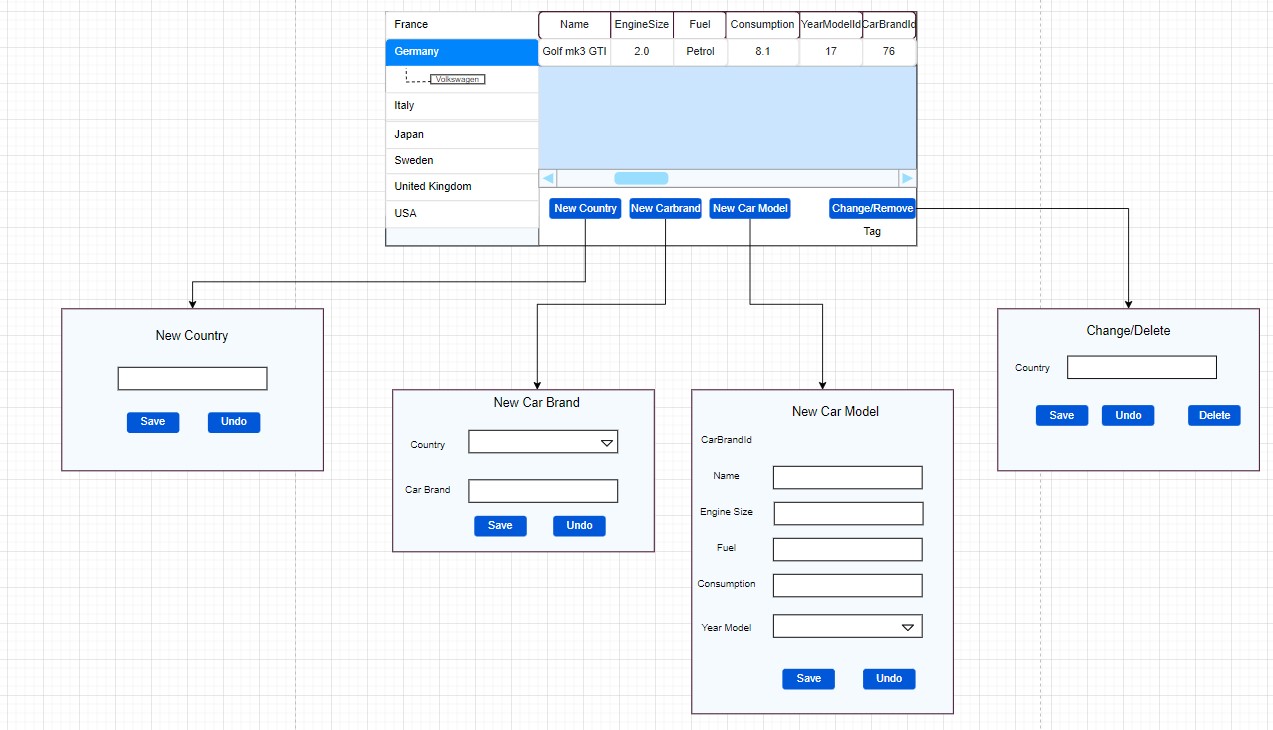 France
Name EngineSize Fuel Consumption YearModelId CarBrandId
Germany
Golf mk3 GTI 2.0 Petrol 8.1 17 76
Volkswagen
Italy
Japan
Sweden
United Kingdom
USA
New Country New Carbrand New Car Model Change/Remove
Tag
New Country
Save Undo
New Car Brand
Country
Car Brand
Save Undo
New Car Model
CarBrandId
Name
Engine Size
Fuel
Consumption
Year Model
Save Undo
Change/Delete
Country
Save Undo Delete